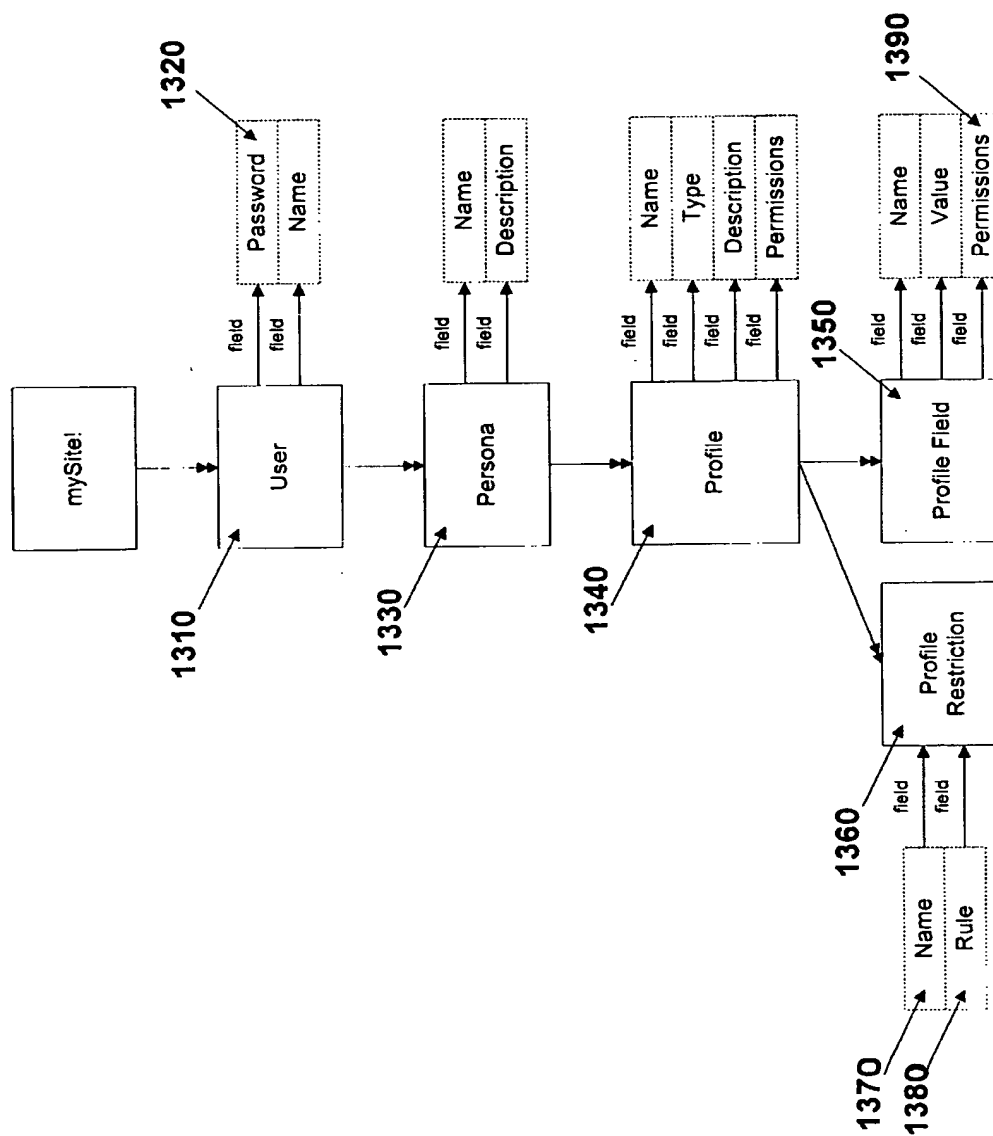 mySite!
1320
Password
Name
field
field
User
1310
Name
Description
field
field
Persona
1330
Name
Type
Description
Permissions
field
field
field
field
Profile
1340
1390
Name
Value
Permissions
field
field
field
1350
Profile Field
Profile
Restriction
1360
field
field
Name
Rule
1370
1380